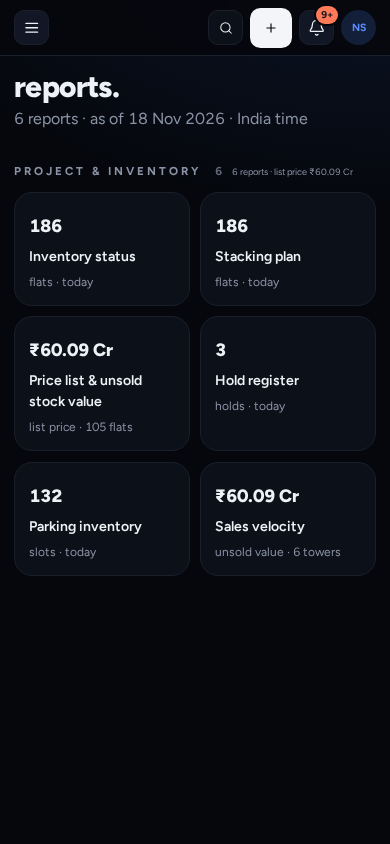 9+
NS
reports.
6 reports · as of 18 Nov 2026 · India time
PROJECT & INVENTORY 6 6 reports · list price ₹60.09 Cr
186
Inventory status
flats · today
186
Stacking plan
flats · today
₹60.09 Cr
Price list & unsold
stock value
list price · 105 flats
3
Hold register
holds · today
132
Parking inventory
slots · today
₹60.09 Cr
Sales velocity
unsold value · 6 towers